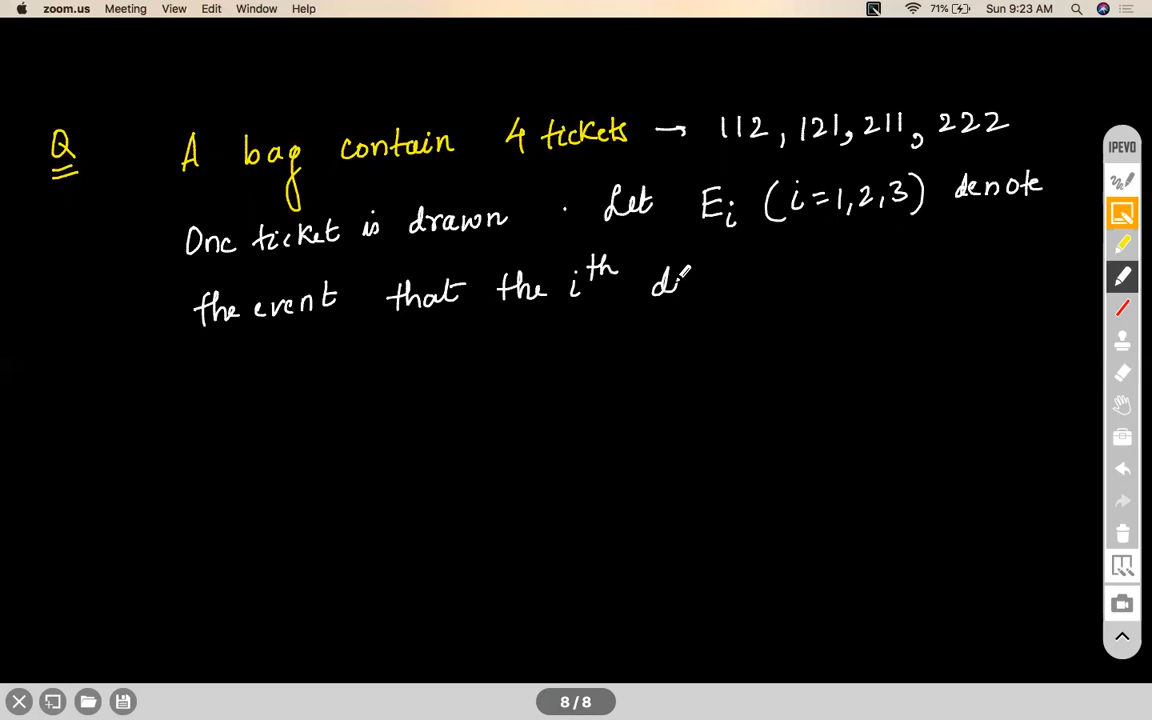 zoom.us Meeting View Edit Window Help 71% Sun 9:23 AM
Q A bag contain 4 tickets → 112, 121, 211, 222
One ticket is drawn . Let Ei (i=1,2,3) denote
the event that the ith di
IPEVO
8 / 8